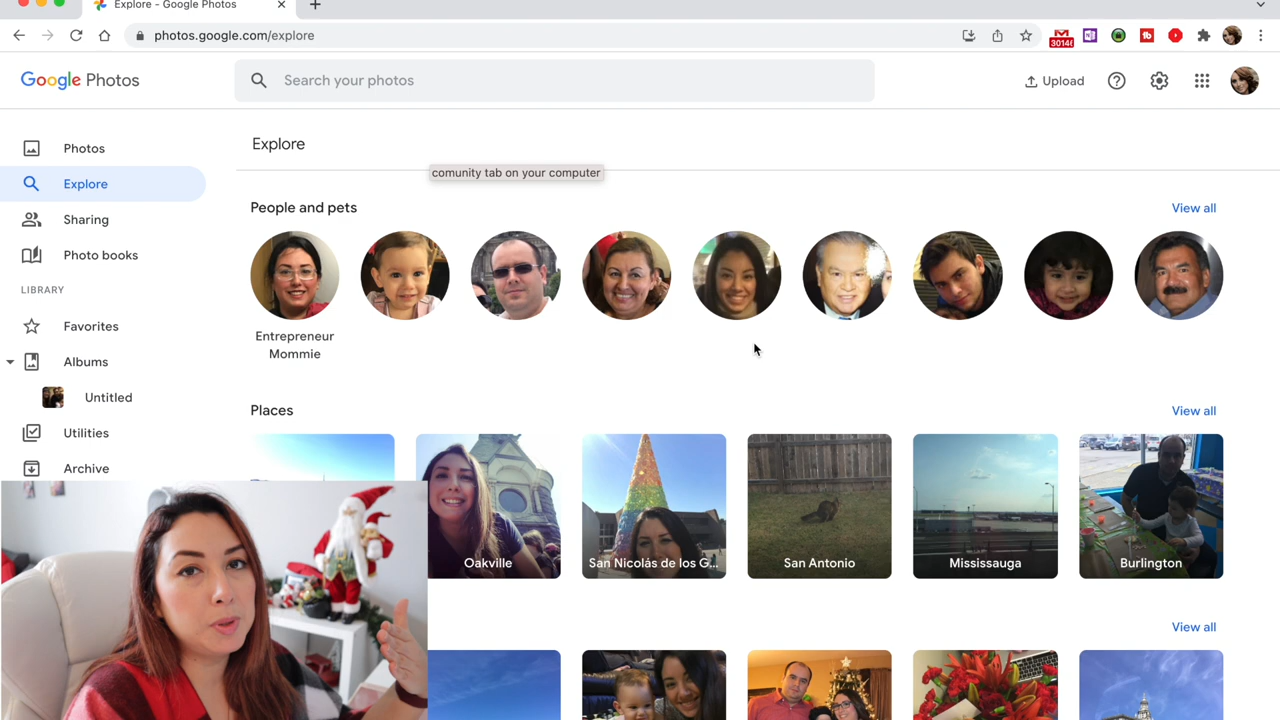 Explore - Google Photos
photos.google.com/explore
3014
Google Photos
Search your photos
Upload
Photos
Explore
Sharing
Photo books
LIBRARY
Favorites
Albums
Untitled
Utilities
Archive
Explore
comunity tab on your computer
People and pets
View all
Entrepreneur
Mommie
Places
View all
Oakville
San Nicolás de los G...
San Antonio
Mississauga
Burlington
View all